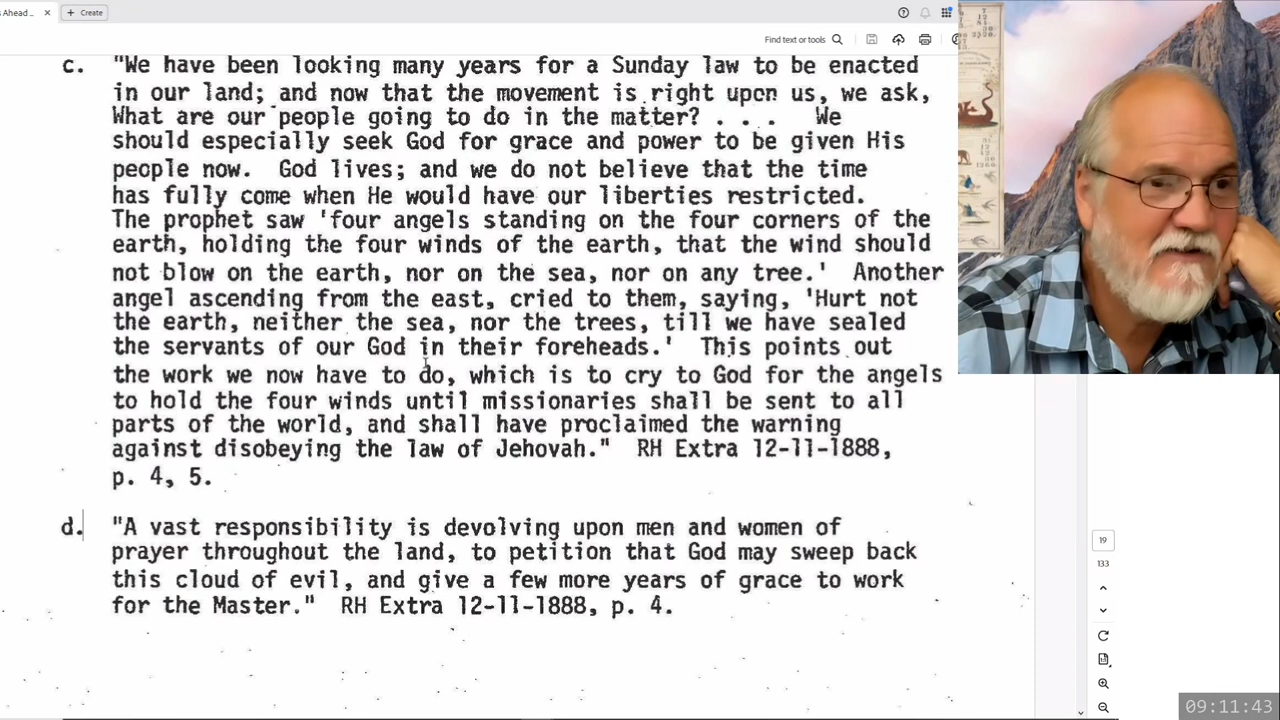 s Ahead ...
Create
Find text or tools
c. "We have been looking many years for a Sunday law to be enacted
in our land; and now that the movement is right upon us, we ask,
What are our people going to do in the matter? . . . We
should especially seek God for grace and power to be given His
people now. God lives; and we do not believe that the time
has fully come when He would have our liberties restricted.
The prophet saw 'four angels standing on the four corners of the
earth, holding the four winds of the earth, that the wind should
not blow on the earth, nor on the sea, nor on any tree.' Another
angel ascending from the east, cried to them, saying, 'Hurt not
the earth, neither the sea, nor the trees, till we have sealed
the servants of our God in their foreheads.' This points out
the work we now have to do, which is to cry to God for the angels
to hold the four winds until missionaries shall be sent to all
parts of the world, and shall have proclaimed the warning
against disobeying the law of Jehovah." RH Extra 12-11-1888,
p. 4, 5.
d. "A vast responsibility is devolving upon men and women of
prayer throughout the land, to petition that God may sweep back
this cloud of evil, and give a few more years of grace to work
for the Master." RH Extra 12-11-1888, p. 4.
19
133
09:11:43